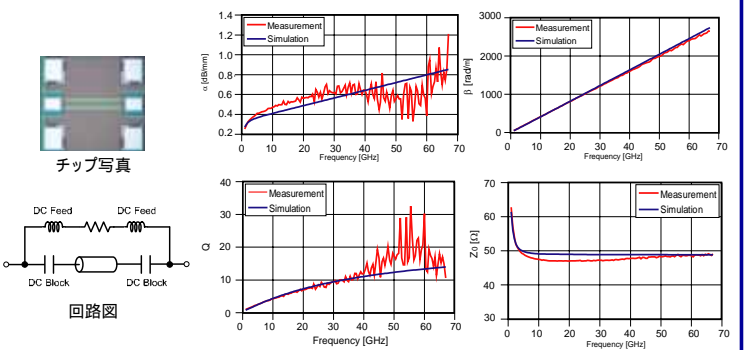 チップ写真
DC Feed
DC Feed
DC Block
DC Block
回路図
1.4
1.2
1.0
0.8
0.6
0.4
0.2
α [dB/mm]
Measurement
Simulation
0 10 20 30 40 50 60 70
Frequency [GHz]
3000
2000
1000
0
β [rad/m]
Measurement
Simulation
0 10 20 30 40 50 60 70
Frequency [GHz]
40
30
20
10
0
Q
Measurement
Simulation
0 10 20 30 40 50 60 70
Frequency [GHz]
70
60
50
40
30
Z0 [Ω]
Measurement
Simulation
0 10 20 30 40 50 60 70
Frequency [GHz]